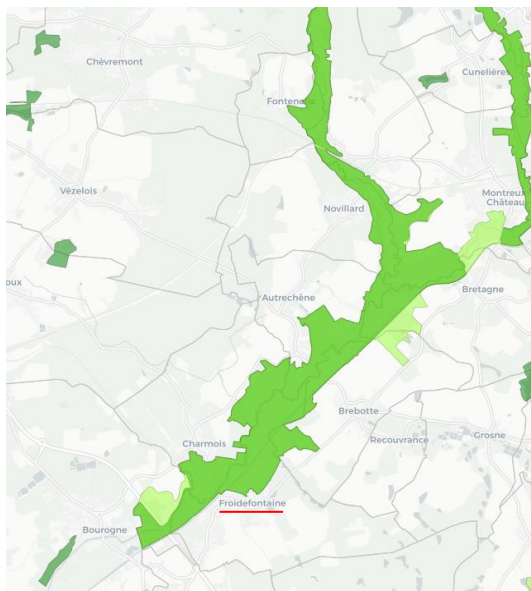 Chèvremont
Cunelières
Fontenelle
Vézelois
Montreux
Château
Novillard
oux
Bretagne
Autrechêne
Brebotte
Grosne
Recouvrance
Charmois
Froidefontaine
Bourogne